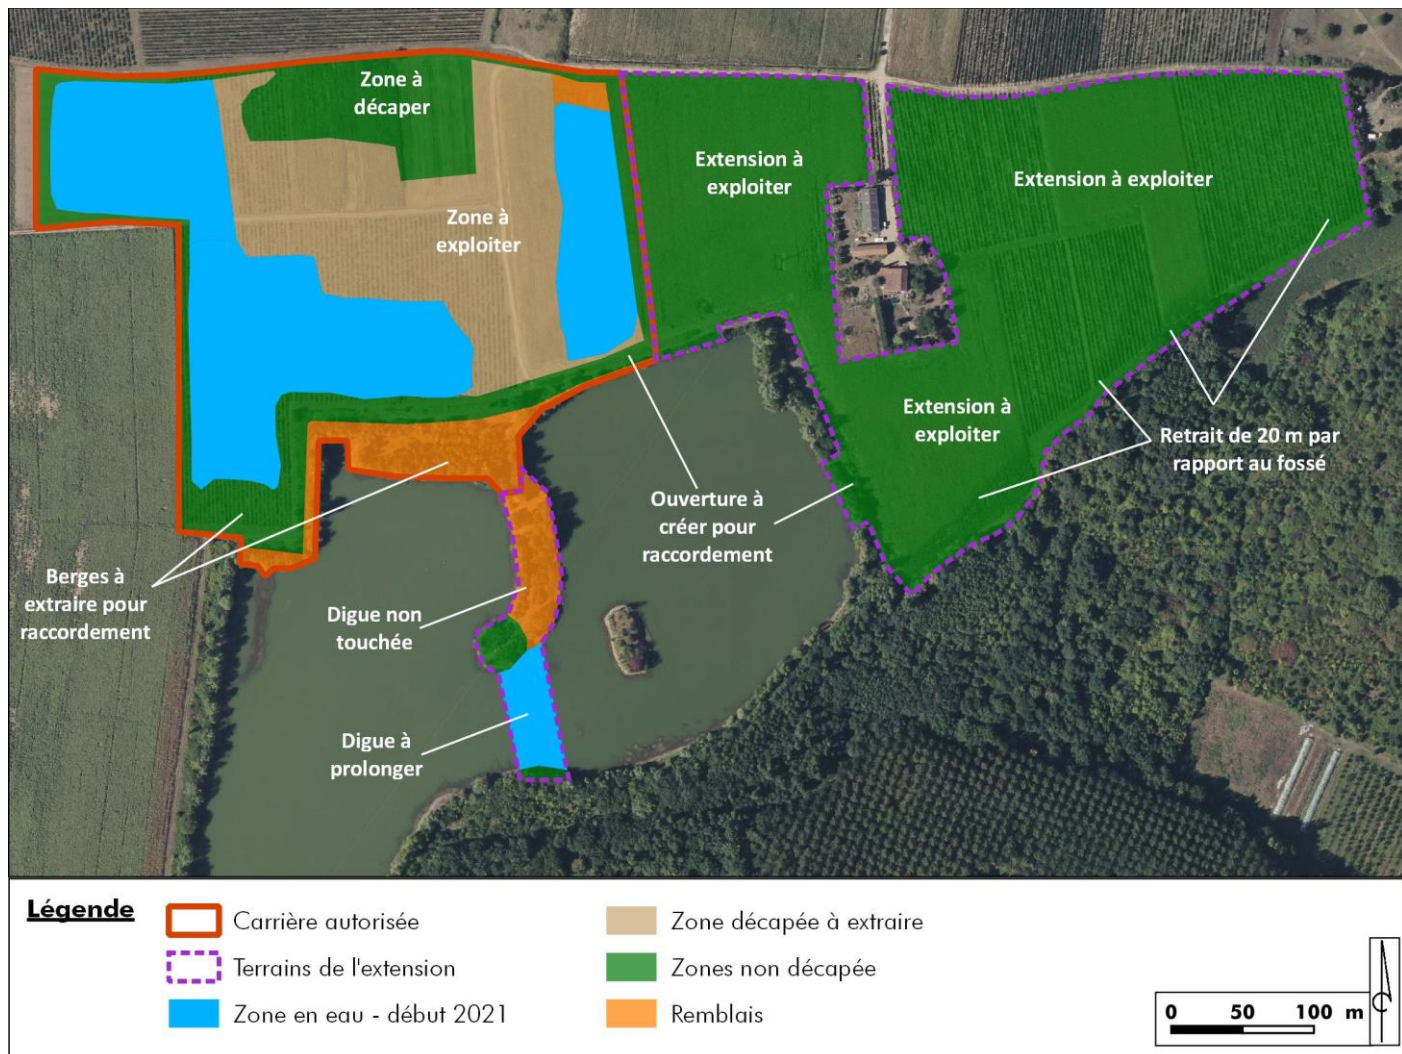 Zone à
décaper
Extension à
exploiter
Extension à exploiter
Zone à
exploiter
Extension à
exploiter
Retrait de 20 m par
rapport au fossé
Ouverture à
créer pour
raccordement
Berges à
extraire pour
raccordement
Digue non
touchée
Digue à
prolonger
Légende
Carrière autorisée
Terrains de l'extension
Zone en eau - début 2021
Zone décapée à extraire
Zones non décapée
Remblais
0 50 100 m